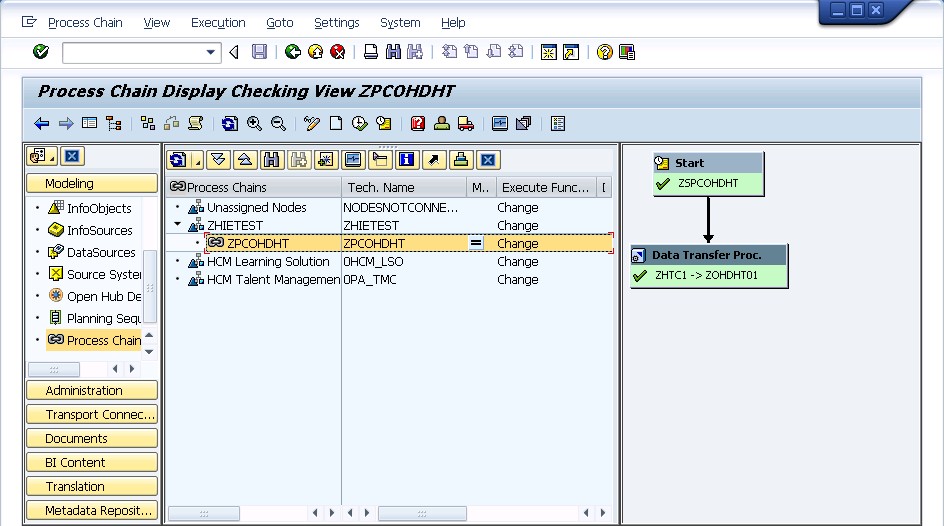 Process Chain View Execution Goto Settings System Help
Process Chain Display Checking View ZPCOHDHT
Modeling
InfoObjects
InfoSources
DataSources
Source Syster
Open Hub De
Planning Sequ
Process Chain
Administration
Transport Connec...
Documents
BI Content
Translation
Metadata Reposit...
Process Chains Tech. Name M.. Execute Func...
Unassigned Nodes NODESNOTCONNE... Change
ZHIETEST ZHIETEST Change
ZPCOHDHT ZPCOHDHT Change
HCM Learning Solution 0HCM_LSO Change
HCM Talent Managemen 0PA_TMC Change
Start
ZSPCOHDHT
Data Transfer Proc.
ZHTC1 -> ZOHDHT01